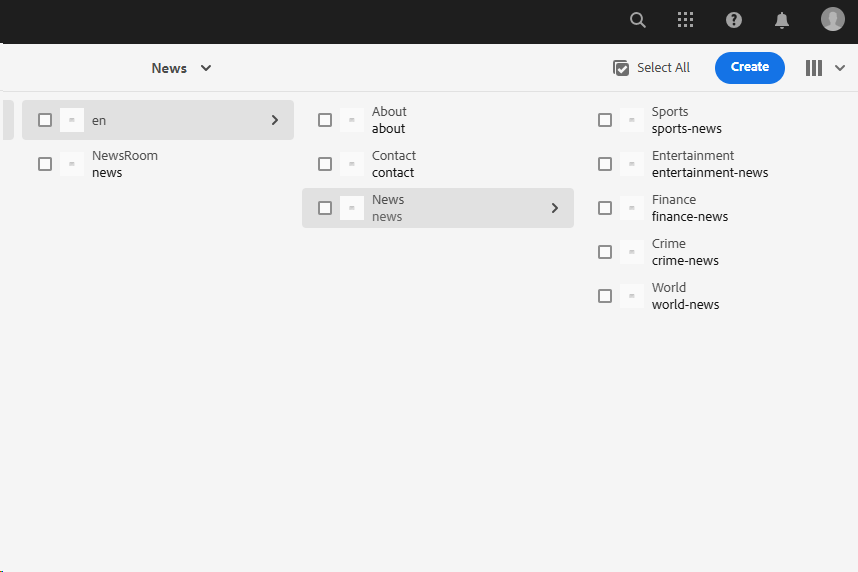 News
Select All
Create
en
NewsRoom
news
About
about
Contact
contact
News
news
Sports
sports-news
Entertainment
entertainment-news
Finance
finance-news
Crime
crime-news
World
world-news